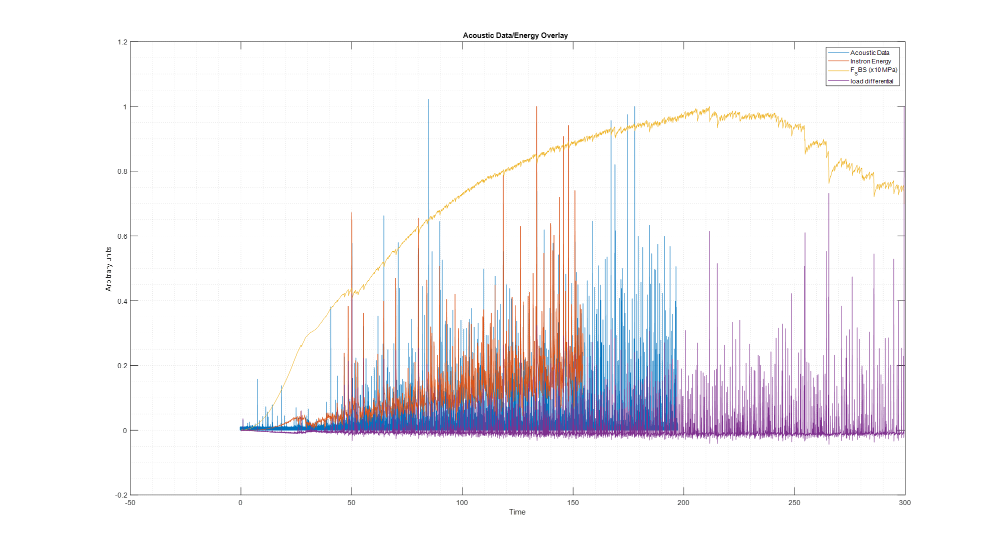 Acoustic Data/Energy Overlay
1.2
1
0.8
0.6
0.4
0.2
0
-0.2
Arbitrary units
Acoustic Data
Instron Energy
FSBS (x10 MPa)
load differential
-50 0 50 100 150 200 250 300
Time